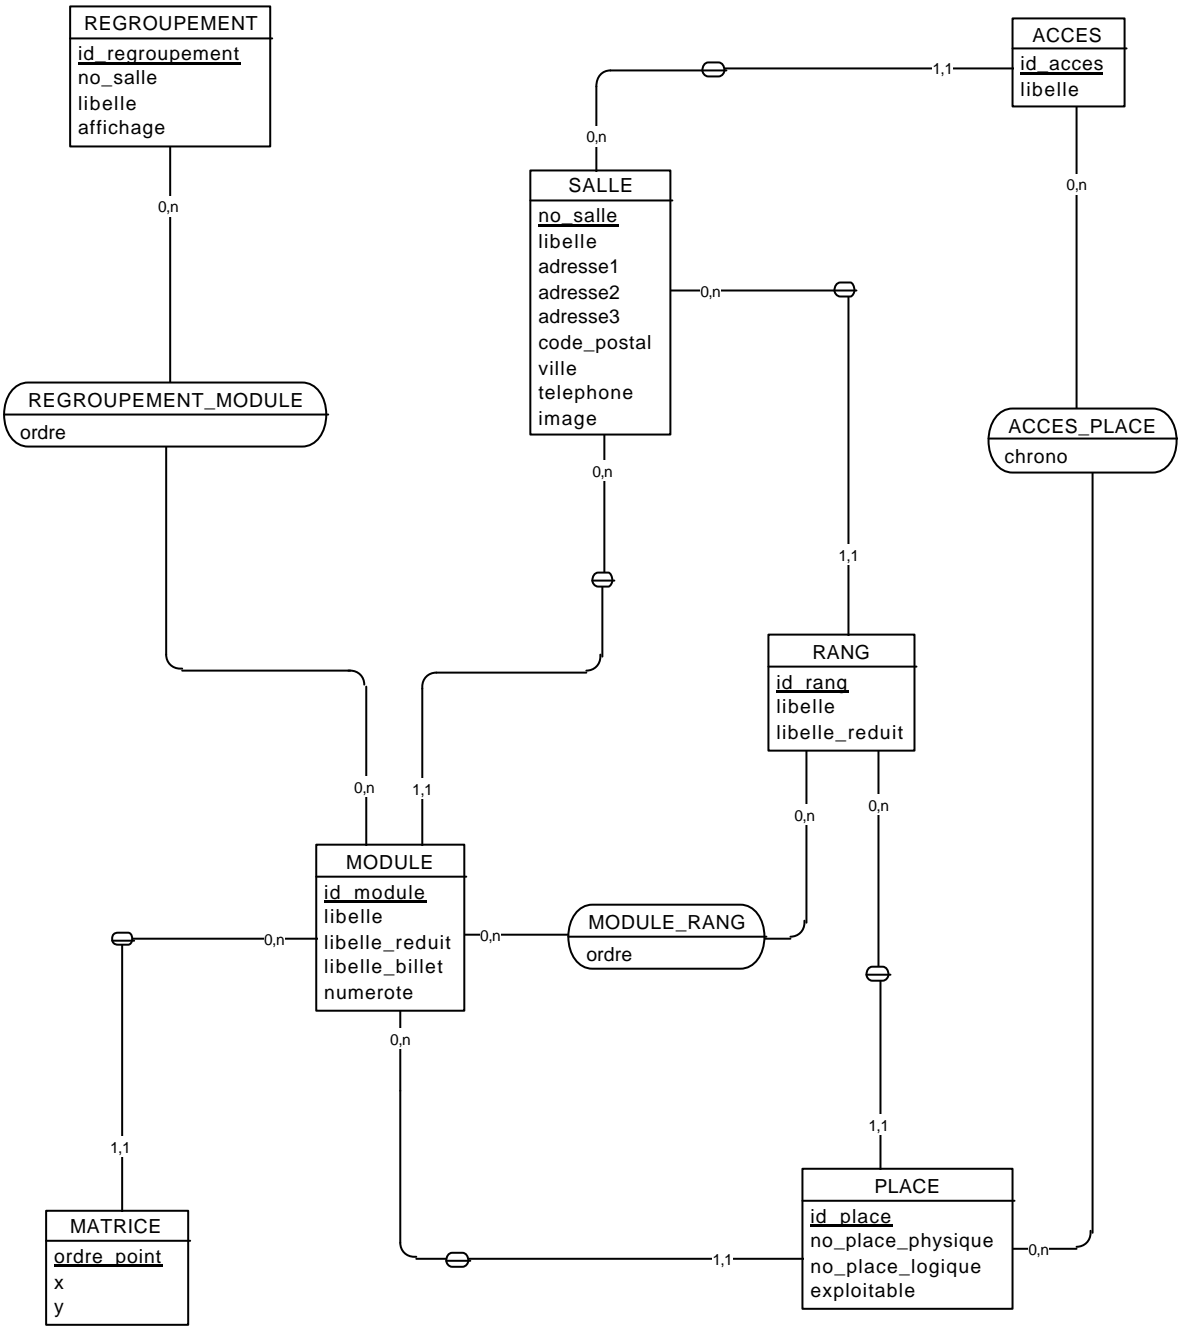 REGROUPEMENT
id_regroupement
no_salle
libelle
affichage
ACCES
id_acces
libelle
1,1
0,n
SALLE
no_salle
libelle
adresse1
adresse2
adresse3
code_postal
ville
telephone
image
0,n
0,n
0,n
REGROUPEMENT_MODULE
ordre
ACCES_PLACE
chrono
0,n
1,1
RANG
id_rang
libelle
libelle_reduit
0,n
1,1
0,n
0,n
MODULE
id_module
libelle
libelle_reduit
libelle_billet
numerote
MODULE_RANG
ordre
0,n
0,n
0,n
1,1
1,1
PLACE
id_place
no_place_physique
no_place_logique
exploitable
MATRICE
ordre_point
x
y
1,1
0,n